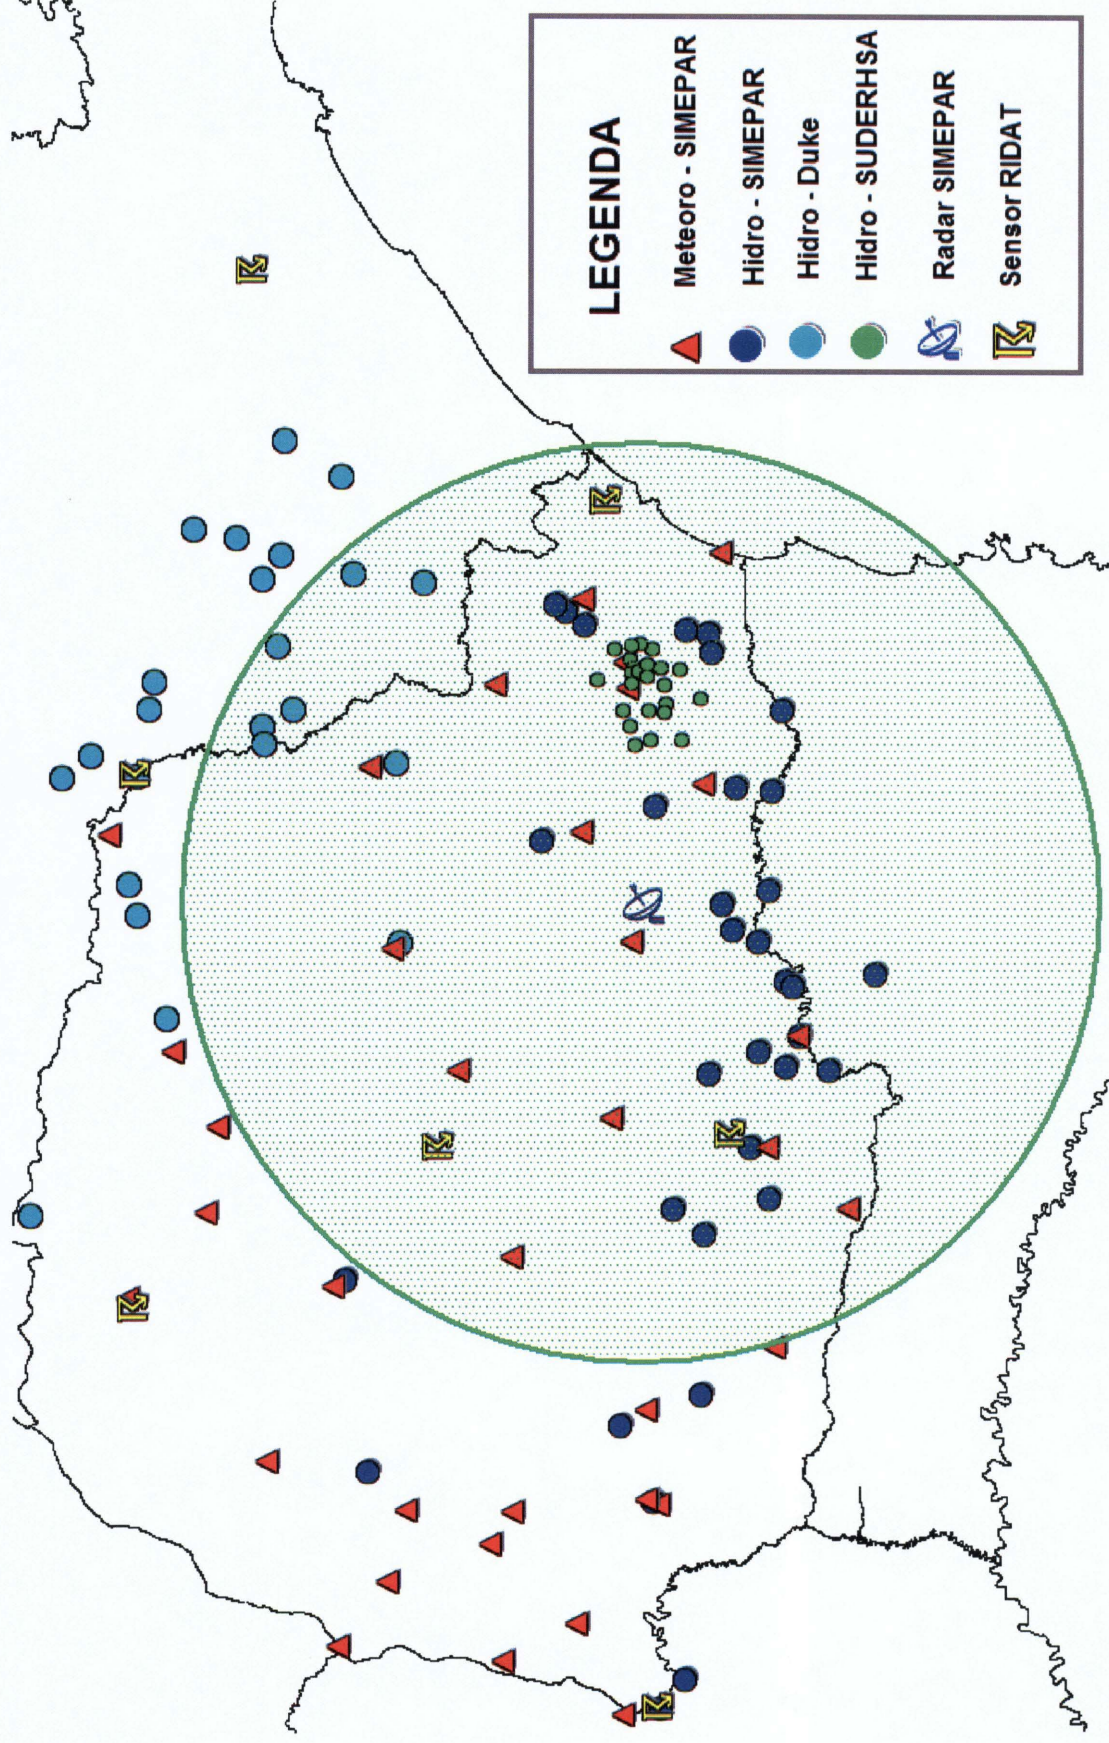 LEGENDA
Meteoro - SIMEPAR
Hidro - SIMEPAR
Hidro - Duke
Hidro - SUDERHSA
Radar SIMEPAR
Sensor RIDAT